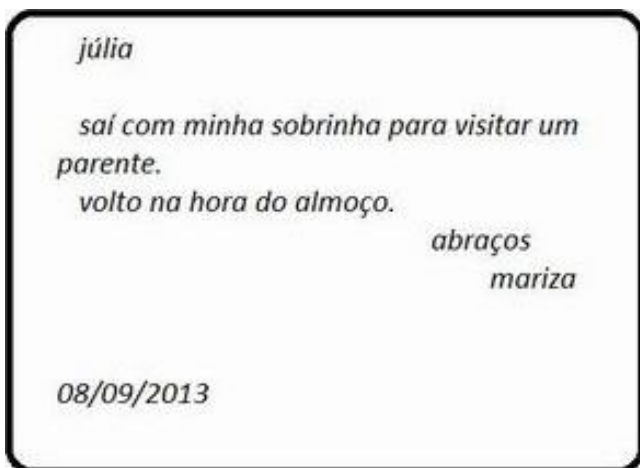 júlia
saí com minha sobrinha para visitar um
parente.
volto na hora do almoço.
abraços
mariza
08/09/2013